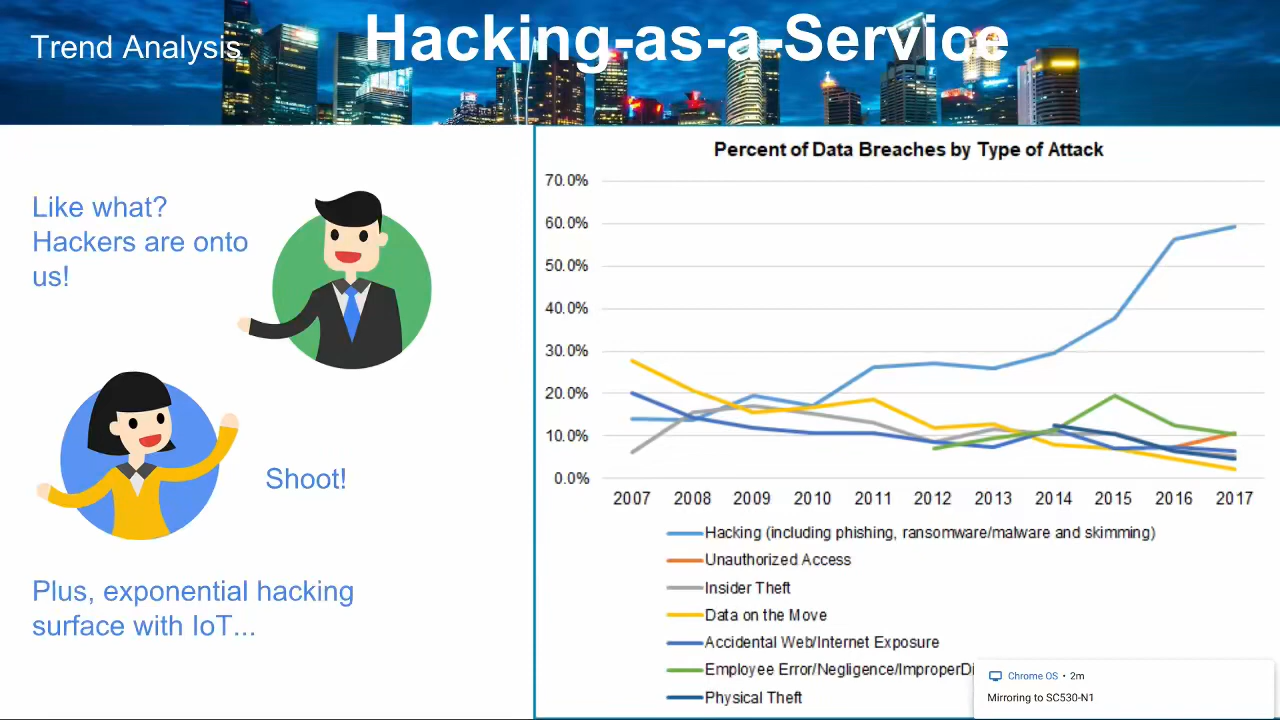 Trend Analysis
Hacking-as-a-Service
Like what?
Hackers are onto
us!
Shoot!
Plus, exponential hacking
surface with IoT...
Percent of Data Breaches by Type of Attack
70.0%
60.0%
50.0%
40.0%
30.0%
20.0%
10.0%
0.0%
2007 2008 2009 2010 2011 2012 2013 2014 2015 2016 2017
Hacking (including phishing, ransomware/malware and skimming)
Unauthorized Access
Insider Theft
Data on the Move
Accidental Web/Internet Exposure
Employee Error/Negligence/ImproperDi
Physical Theft
Chrome OS • 2m
Mirroring to SC530-N1